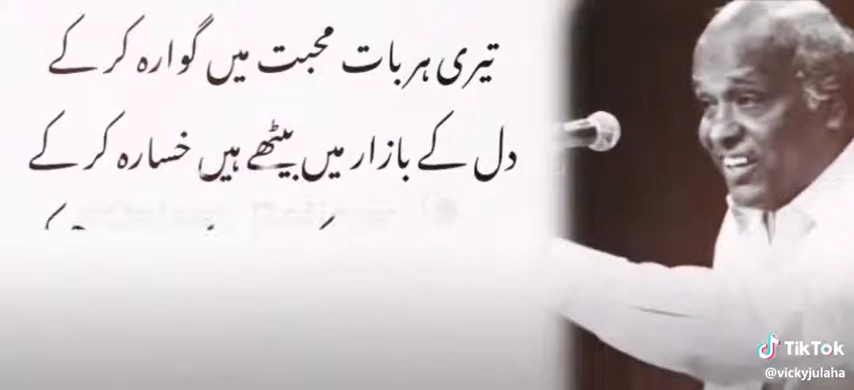 تیری ہر بات محبت میں گوارہ کر کے
دل کے بازار میں بیٹھے ہیں خسارہ کر کے
TikTok
@vickyjulaha